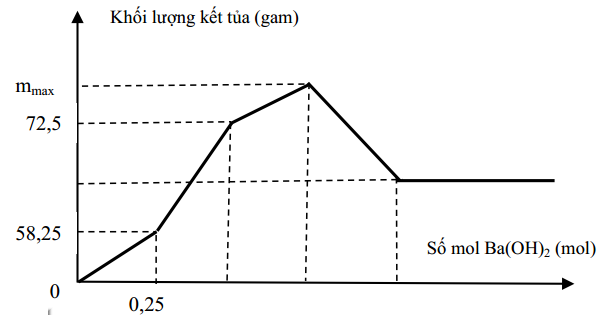 Khối lượng kết tủa (gam)
mmax
72,5
58,25
Số mol Ba(OH)2 (mol)
0
0,25